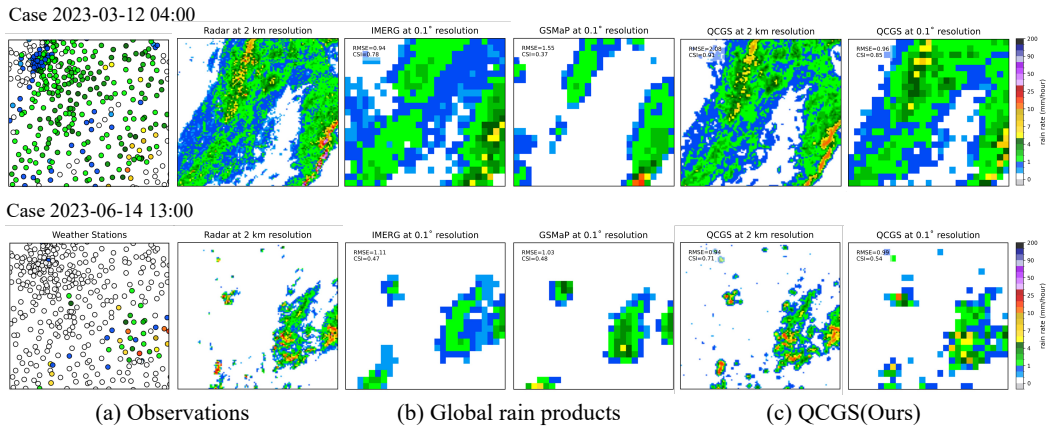 Case 2023-03-12 04:00
Radar at 2 km resolution
IMERG at 0.1° resolution
GSMaP at 0.1° resolution
QCGS at 2 km resolution
QCGS at 0.1° resolution
RMSE=0.94
CSI=0.78
RMSE=1.55
CSI=0.37
RMSE=2.08
CSI=0.91
RMSE=0.96
CSI=0.85
200
90
50
25
10
7
4
1
0
rain rate (mm/hour)
Case 2023-06-14 13:00
Weather Stations
Radar at 2 km resolution
IMERG at 0.1° resolution
GSMaP at 0.1° resolution
QCGS at 2 km resolution
QCGS at 0.1° resolution
RMSE=1.11
CSI=0.47
RMSE=1.03
CSI=0.48
RMSE=0.94
CSI=0.71
RMSE=0.99
CSI=0.54
200
90
50
25
10
7
4
1
0
rain rate (mm/hour)
(a) Observations
(b) Global rain products
(c) QCGS(Ours)